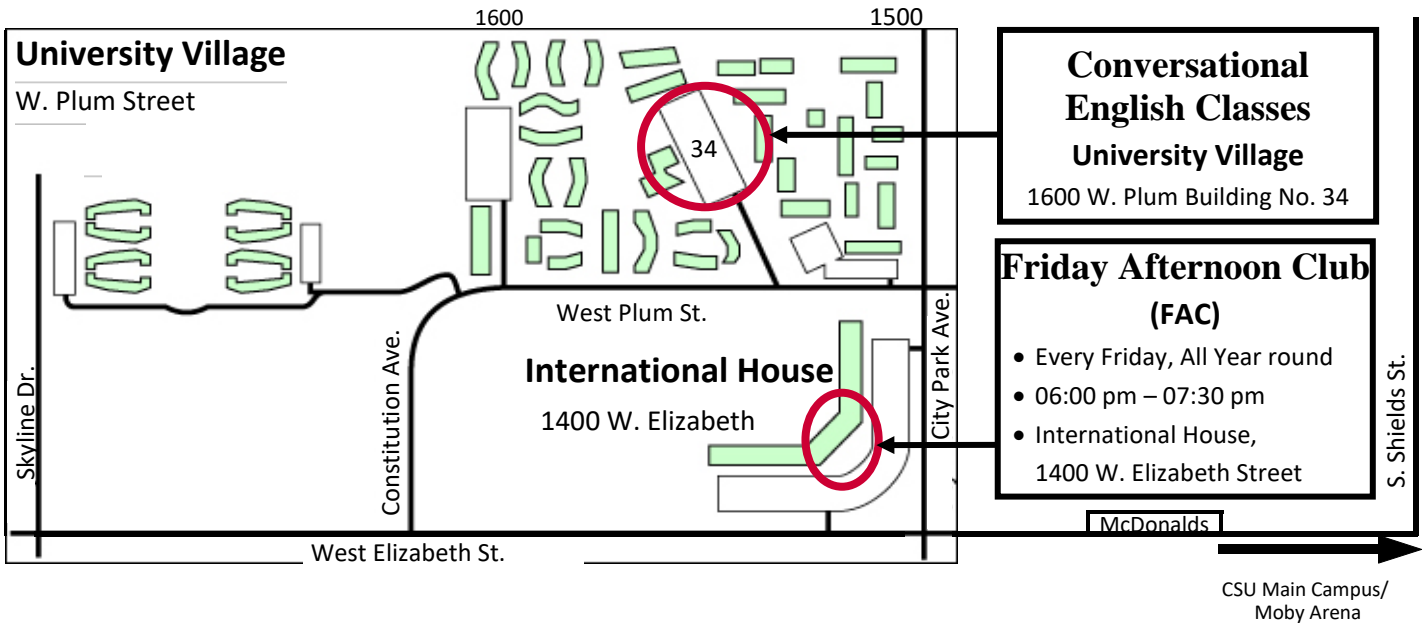 1600
1500
University Village
W. Plum Street
34
Conversational
English Classes
University Village
1600 W. Plum Building No. 34
Friday Afternoon Club
(FAC)
• Every Friday, All Year round
• 06:00 pm – 07:30 pm
• International House,
1400 W. Elizabeth Street
West Plum St.
International House
1400 W. Elizabeth
Skyline Dr.
Constitution Ave.
City Park Ave.
S. Shields St.
McDonalds
West Elizabeth St.
CSU Main Campus/
Moby Arena